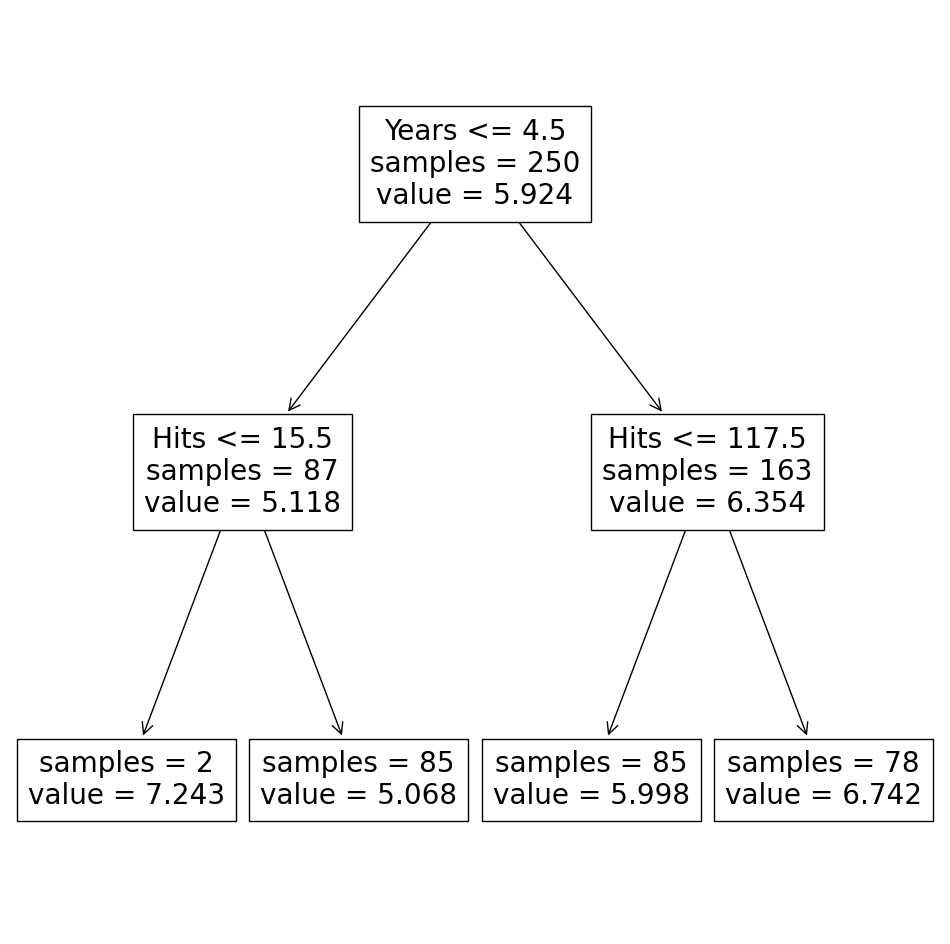 Years <= 4.5
samples = 250
value = 5.924
Hits <= 15.5
samples = 87
value = 5.118
Hits <= 117.5
samples = 163
value = 6.354
samples = 2
value = 7.243
samples = 85
value = 5.068
samples = 85
value = 5.998
samples = 78
value = 6.742